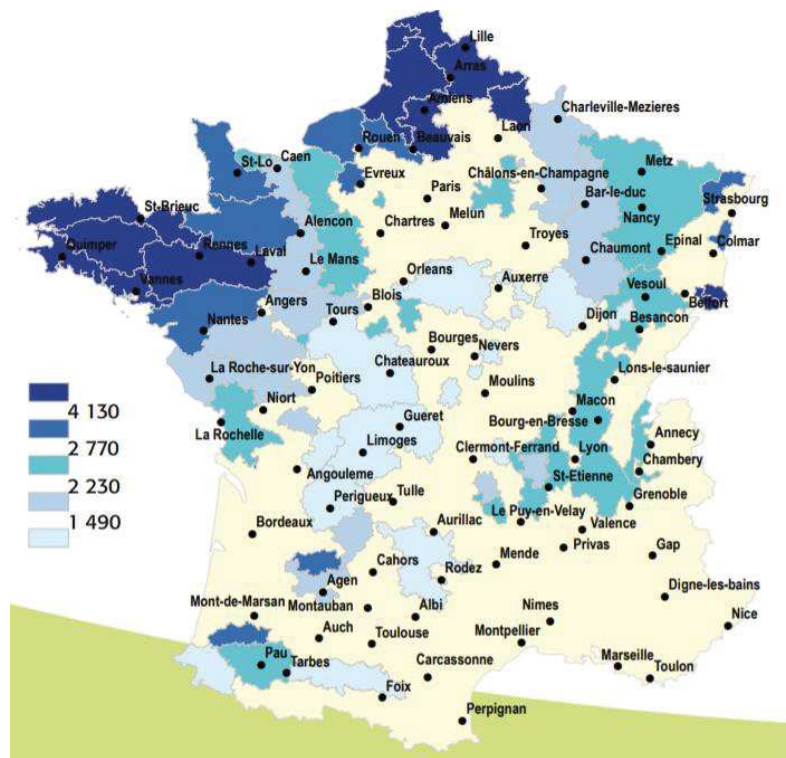 Lille
Arras
Amiens
Charleville-Mezieres
Laon
Rouen
Beauvais
Caen
St-Lo
Metz
Evreux
Châlons-en-Champagne
Paris
Bar-le-duc
Strasbourg
St-Brieuc
Nancy
Alencon
Chartres
Melun
Quimper
Rennes
Laval
Troyes
Epinal
Colmar
Le Mans
Chaumont
Vannes
Orleans
Auxerre
Vesoul
Belfort
Angers
Blois
Tours
Dijon
Besancon
Nantes
Bourges
Nevers
Chateauroux
La Roche-sur-Yon
Poitiers
Lons-le-saunier
Moulins
Niort
Macon
4 130
Gueret
Bourg-en-Bresse
2 770
La Rochelle
Limoges
Clermont-Ferrand
Lyon
Annecy
2 230
Angouleme
St-Etienne
Chambery
1 490
Perigueux
Tulle
Le Puy-en-Velay
Grenoble
Bordeaux
Aurillac
Valence
Privas
Cahors
Mende
Gap
Agen
Rodez
Mont-de-Marsan
Montauban
Albi
Nimes
Digne-les-bains
Auch
Toulouse
Montpellier
Nice
Pau
Tarbes
Carcassonne
Marseille
Toulon
Foix
Perpignan